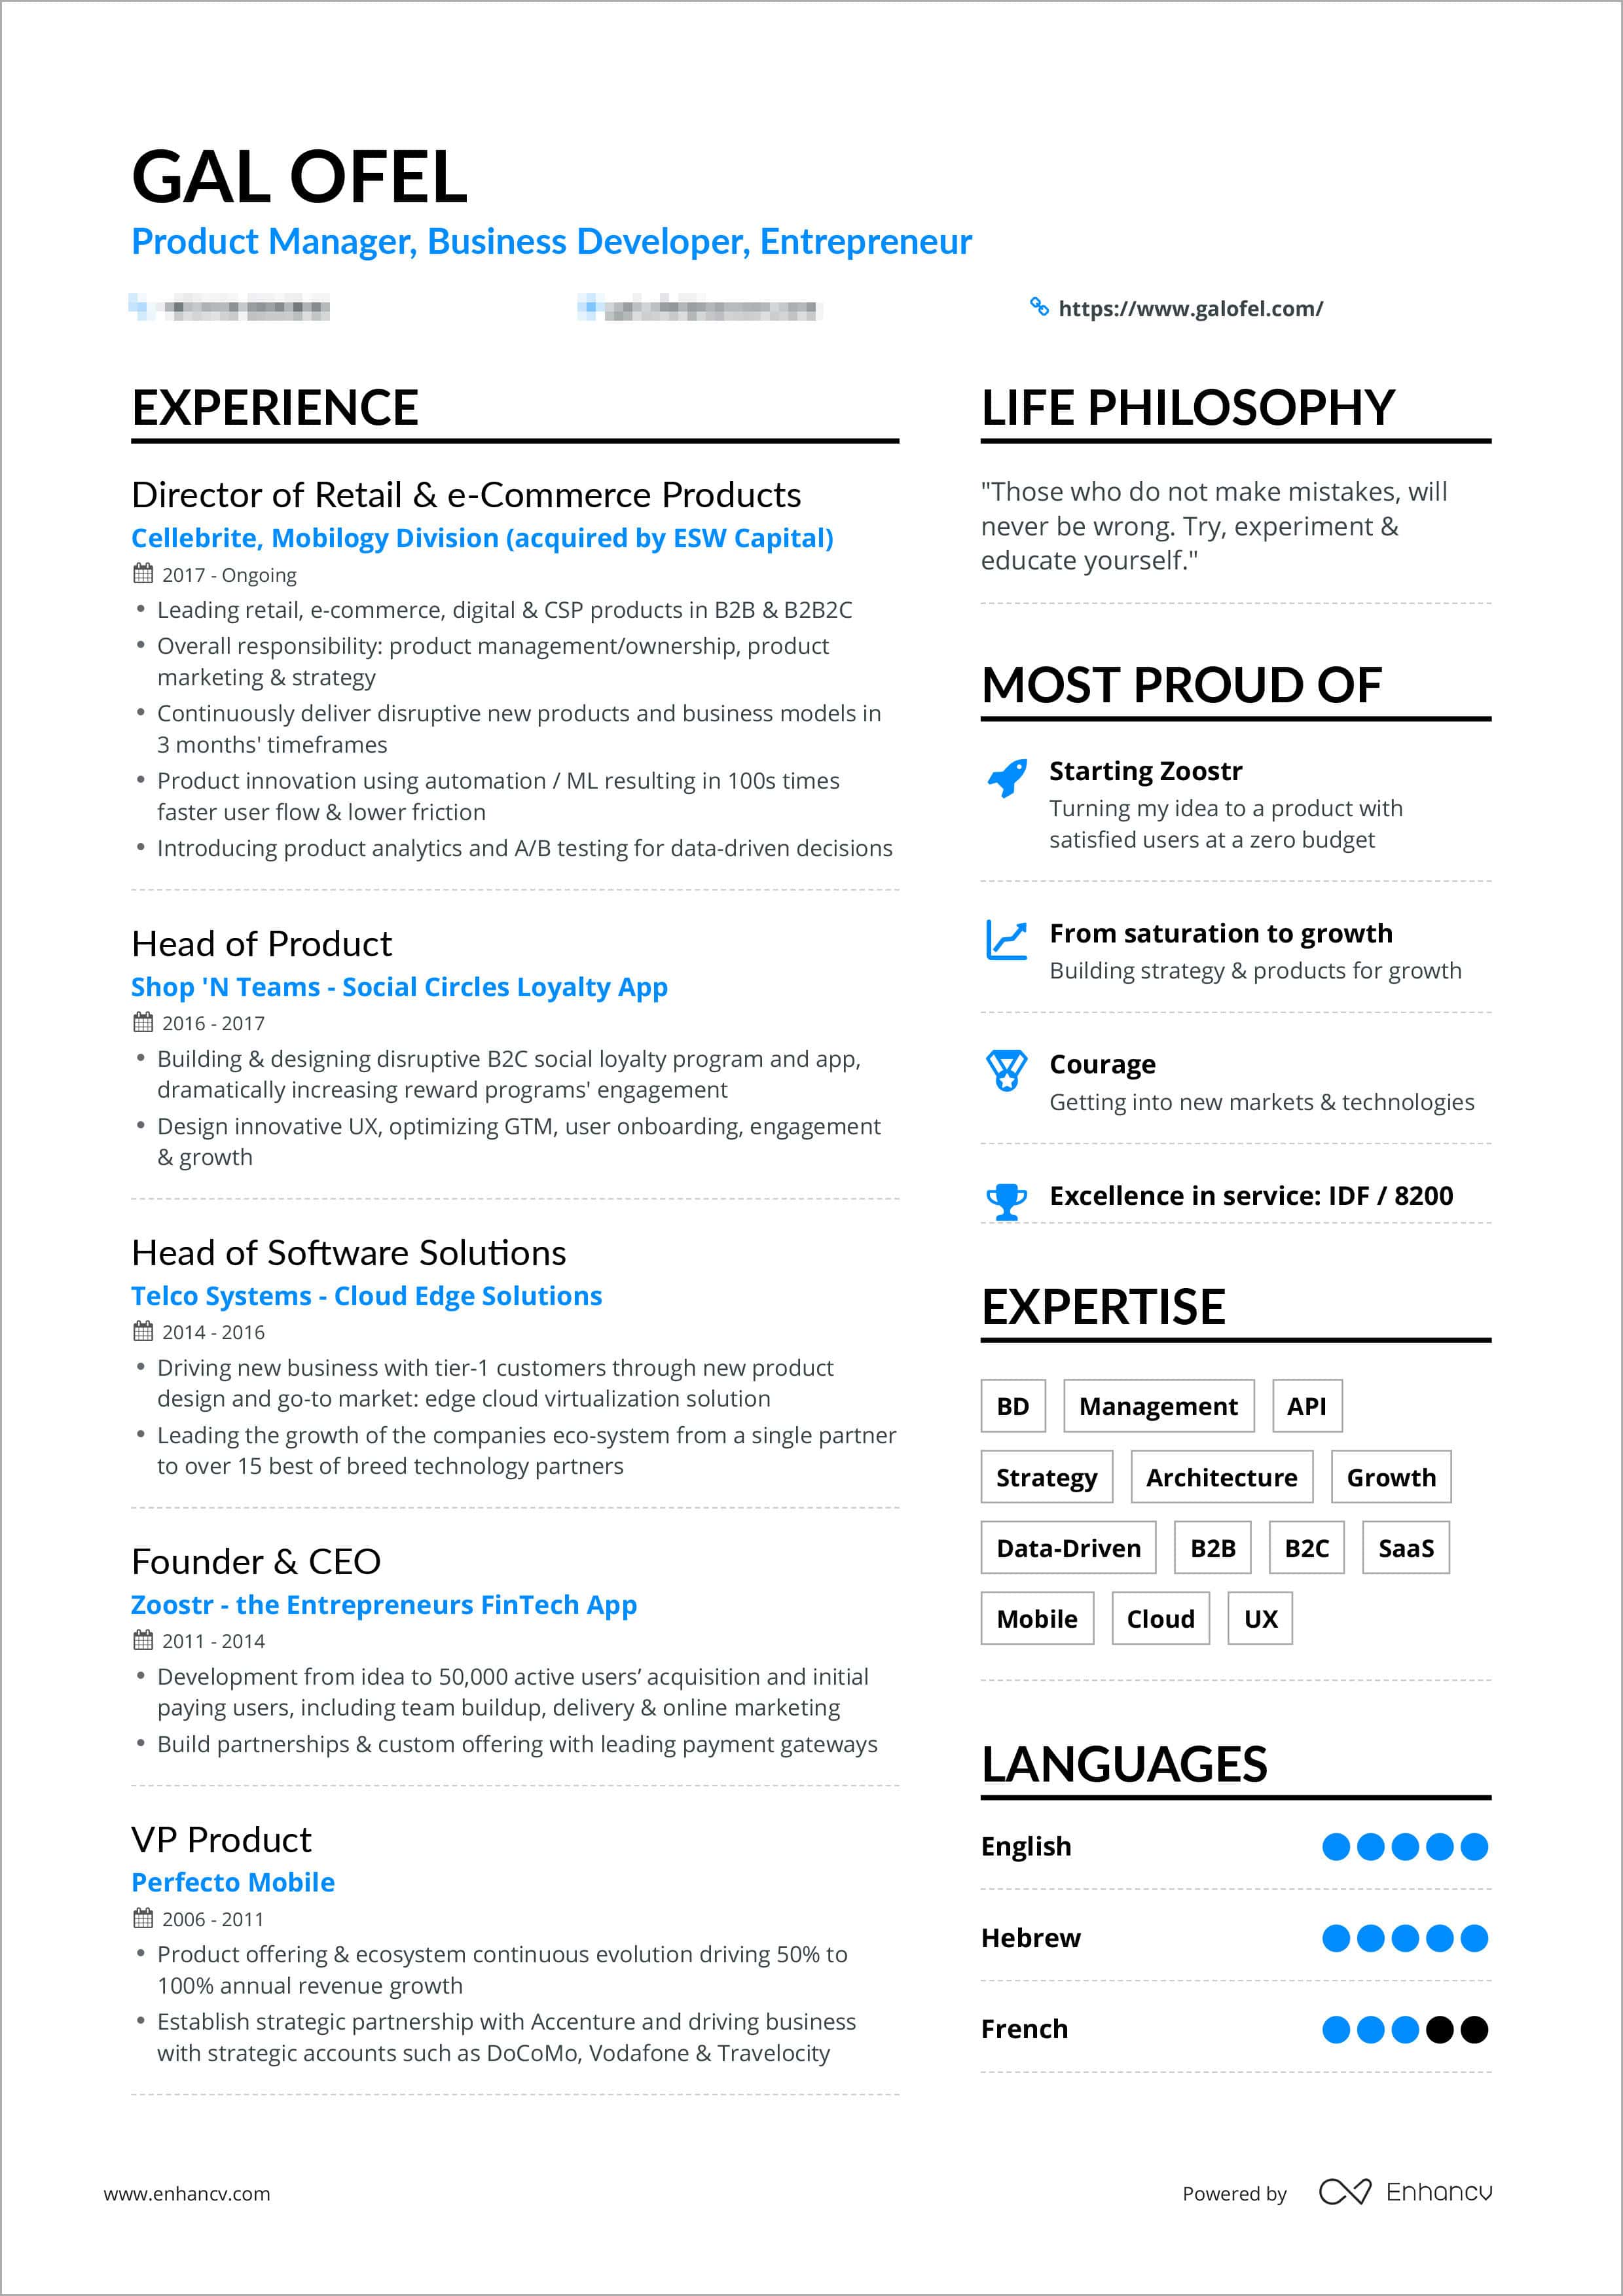 GAL OFEL
Product Manager, Business Developer, Entrepreneur
https://www.galofel.com/
EXPERIENCE
Director of Retail & e-Commerce Products
Cellebrite, Mobilogy Division (acquired by ESW Capital)
2017 - Ongoing
• Leading retail, e-commerce, digital & CSP products in B2B & B2B2C
• Overall responsibility: product management/ownership, product
marketing & strategy
• Continuously deliver disruptive new products and business models in
3 months' timeframes
• Product innovation using automation / ML resulting in 100s times
faster user flow & lower friction
• Introducing product analytics and A/B testing for data-driven decisions
Head of Product
Shop 'N Teams - Social Circles Loyalty App
2016 - 2017
• Building & designing disruptive B2C social loyalty program and app,
dramatically increasing reward programs' engagement
• Design innovative UX, optimizing GTM, user onboarding, engagement
& growth
Head of Software Solutions
Telco Systems - Cloud Edge Solutions
2014 - 2016
• Driving new business with tier-1 customers through new product
design and go-to market: edge cloud virtualization solution
• Leading the growth of the companies eco-system from a single partner
to over 15 best of breed technology partners
Founder & CEO
Zoostr - the Entrepreneurs FinTech App
2011 - 2014
• Development from idea to 50,000 active users’ acquisition and initial
paying users, including team buildup, delivery & online marketing
• Build partnerships & custom offering with leading payment gateways
VP Product
Perfecto Mobile
2006 - 2011
• Product offering & ecosystem continuous evolution driving 50% to
100% annual revenue growth
• Establish strategic partnership with Accenture and driving business
with strategic accounts such as DoCoMo, Vodafone & Travelocity
LIFE PHILOSOPHY
"Those who do not make mistakes, will
never be wrong. Try, experiment &
educate yourself."
MOST PROUD OF
Starting Zoostr
Turning my idea to a product with
satisfied users at a zero budget
From saturation to growth
Building strategy & products for growth
Courage
Getting into new markets & technologies
Excellence in service: IDF / 8200
EXPERTISE
BD Management API
Strategy Architecture Growth
Data-Driven B2B B2C SaaS
Mobile Cloud UX
LANGUAGES
English
Hebrew
French
www.enhancv.com
Powered by Enhancv